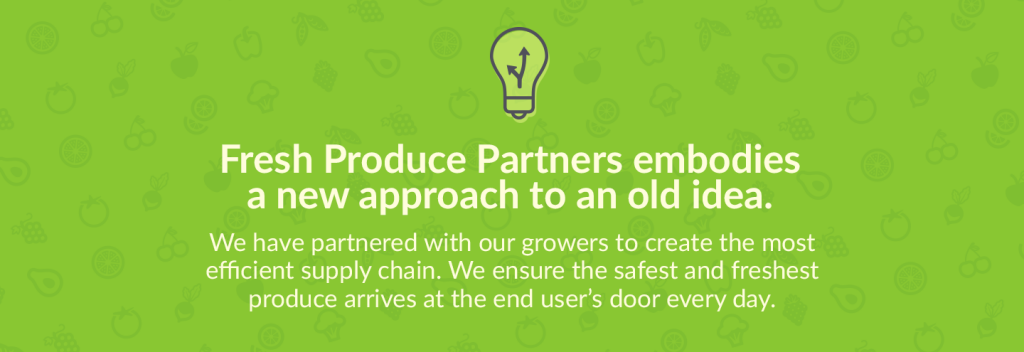 Fresh Produce Partners embodies
a new approach to an old idea.
We have partnered with our growers to create the most
efficient supply chain. We ensure the safest and freshest
produce arrives at the end user’s door every day.